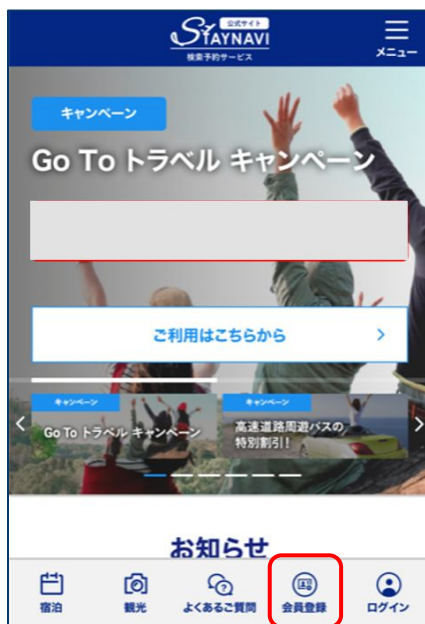 公式サイト
STAYNAVI
検索予約サービス
メニュー
キャンペーン
Go To トラベル キャンペーン
ご利用はこちらから
キャンペーン
Go To トラベル キャンペーン
キャンペーン
高速道路周遊パスの
特別割引!
お知らせ
宿泊
観光
よくあるご質問
会員登録
ログイン